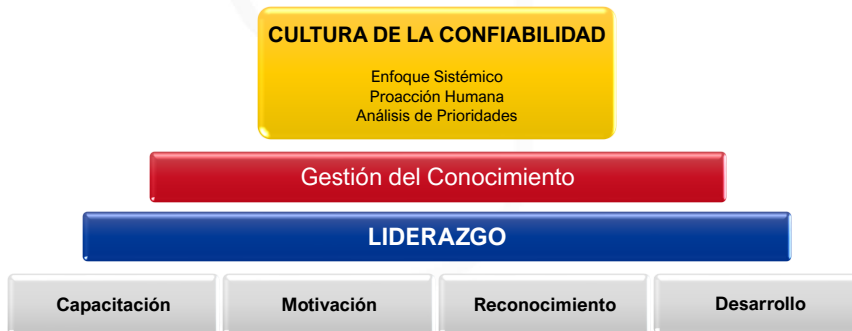 CULTURA DE LA CONFIABILIDAD
Enfoque Sistémico
Proacción Humana
Análisis de Prioridades
Gestión del Conocimiento
LIDERAZGO
Capacitación
Motivación
Reconocimiento
Desarrollo